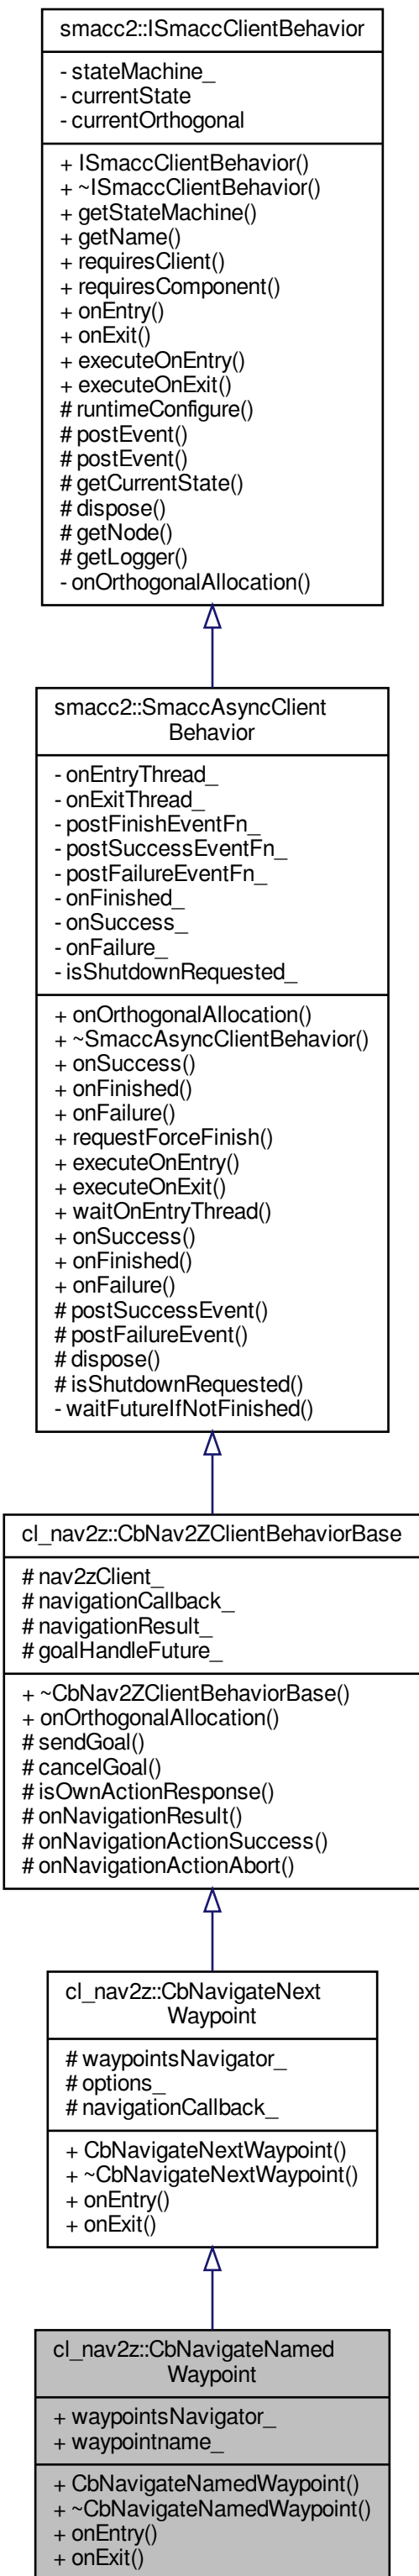 smacc2::ISmaccClientBehavior
- stateMachine_
- currentState
- currentOrthogonal
+ ISmaccClientBehavior()
+ ~ISmaccClientBehavior()
+ getStateMachine()
+ getName()
+ requiresClient()
+ requiresComponent()
+ onEntry()
+ onExit()
+ executeOnEntry()
+ executeOnExit()
# runtimeConfigure()
# postEvent()
# postEvent()
# getCurrentState()
# dispose()
# getNode()
# getLogger()
- onOrthogonalAllocation()
smacc2::SmaccAsyncClient
Behavior
- onEntryThread_
- onExitThread_
- postFinishEventFn_
- postSuccessEventFn_
- postFailureEventFn_
- onFinished_
- onSuccess_
- onFailure_
- isShutdownRequested_
+ onOrthogonalAllocation()
+ ~SmaccAsyncClientBehavior()
+ onSuccess()
+ onFinished()
+ onFailure()
+ requestForceFinish()
+ executeOnEntry()
+ executeOnExit()
+ waitOnEntryThread()
+ onSuccess()
+ onFinished()
+ onFailure()
# postSuccessEvent()
# postFailureEvent()
# dispose()
# isShutdownRequested()
- waitFutureIfNotFinished()
cl_nav2z::CbNav2ZClientBehaviorBase
# nav2zClient_
# navigationCallback_
# navigationResult_
# goalHandleFuture_
+ ~CbNav2ZClientBehaviorBase()
+ onOrthogonalAllocation()
# sendGoal()
# cancelGoal()
# isOwnActionResponse()
# onNavigationResult()
# onNavigationActionSuccess()
# onNavigationActionAbort()
cl_nav2z::CbNavigateNext
Waypoint
# waypointsNavigator_
# options_
# navigationCallback_
+ CbNavigateNextWaypoint()
+ ~CbNavigateNextWaypoint()
+ onEntry()
+ onExit()
cl_nav2z::CbNavigateNamed
Waypoint
+ waypointsNavigator_
+ waypointname_
+ CbNavigateNamedWaypoint()
+ ~CbNavigateNamedWaypoint()
+ onEntry()
+ onExit()